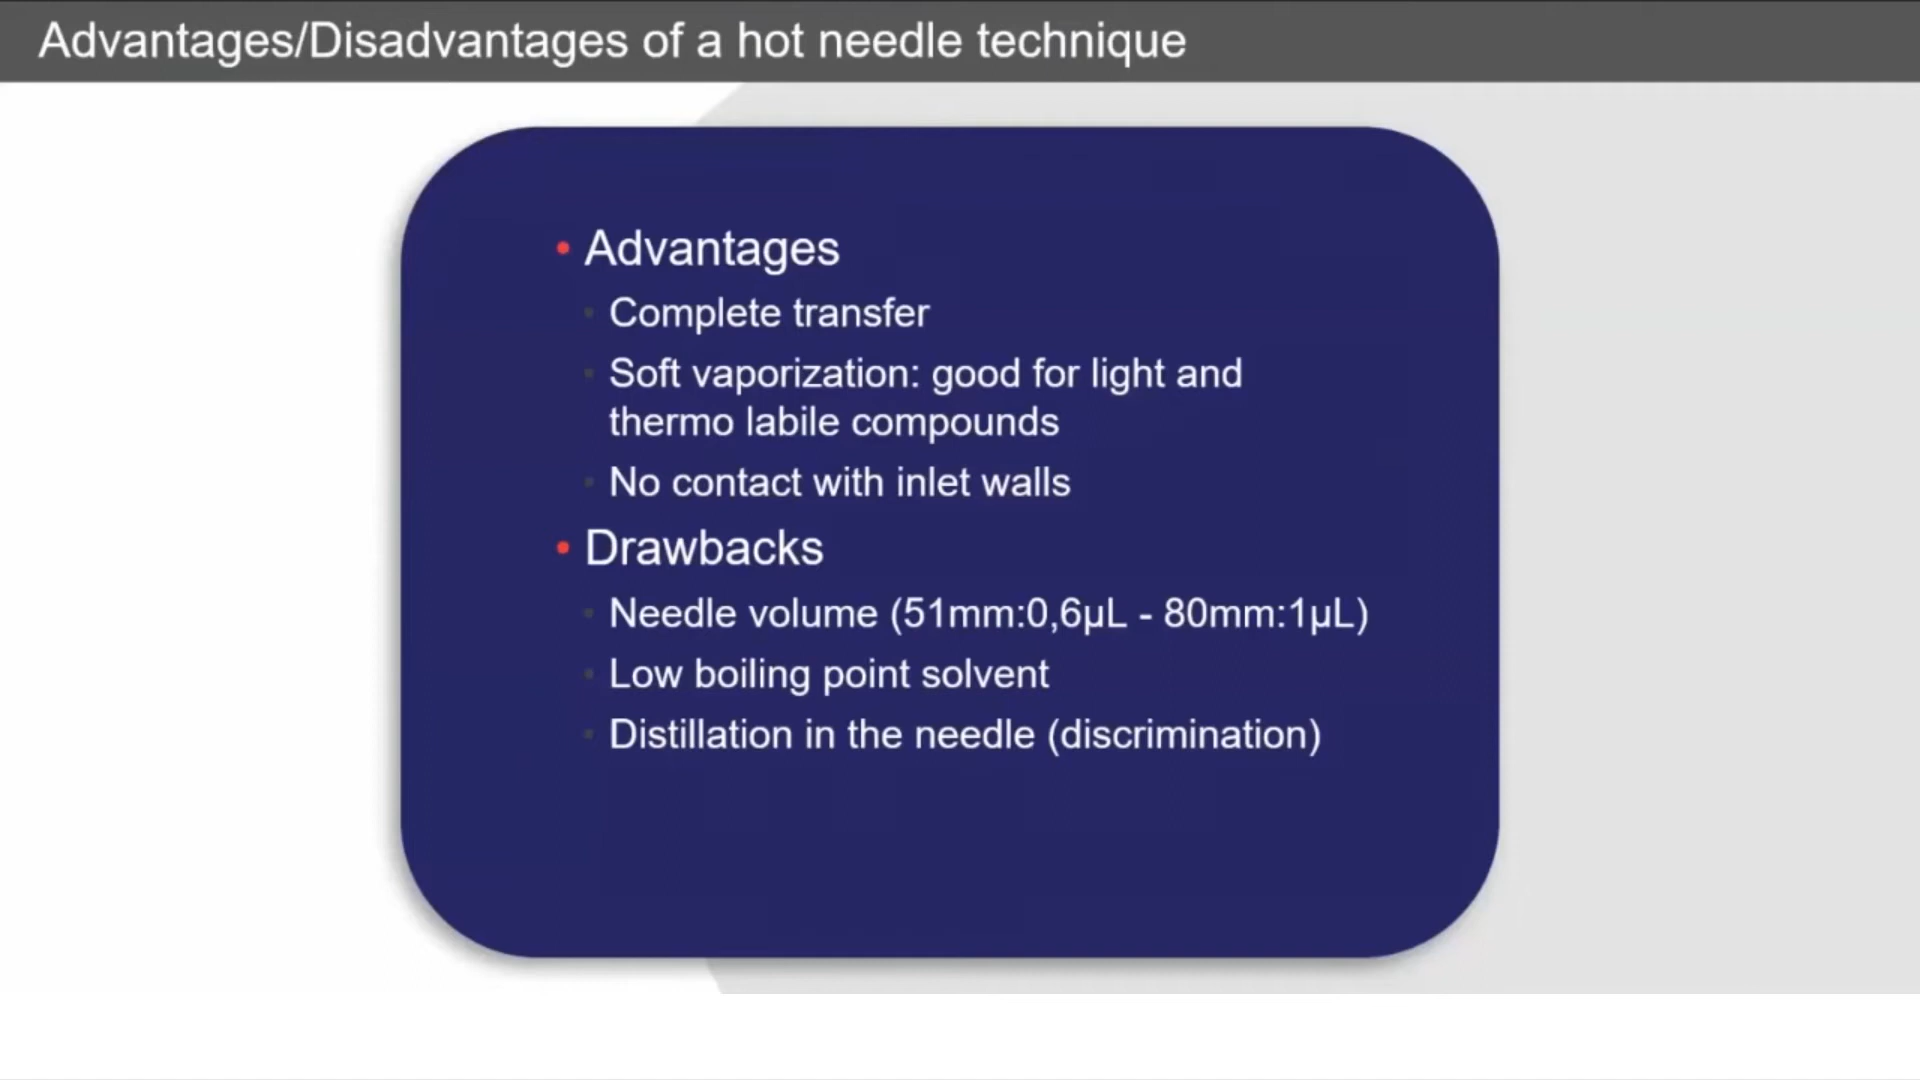 Advantages/Disadvantages of a hot needle technique
• Advantages
Complete transfer
Soft vaporization: good for light and
thermo labile compounds
No contact with inlet walls
• Drawbacks
Needle volume (51mm:0,6µL - 80mm:1µL)
Low boiling point solvent
Distillation in the needle (discrimination)